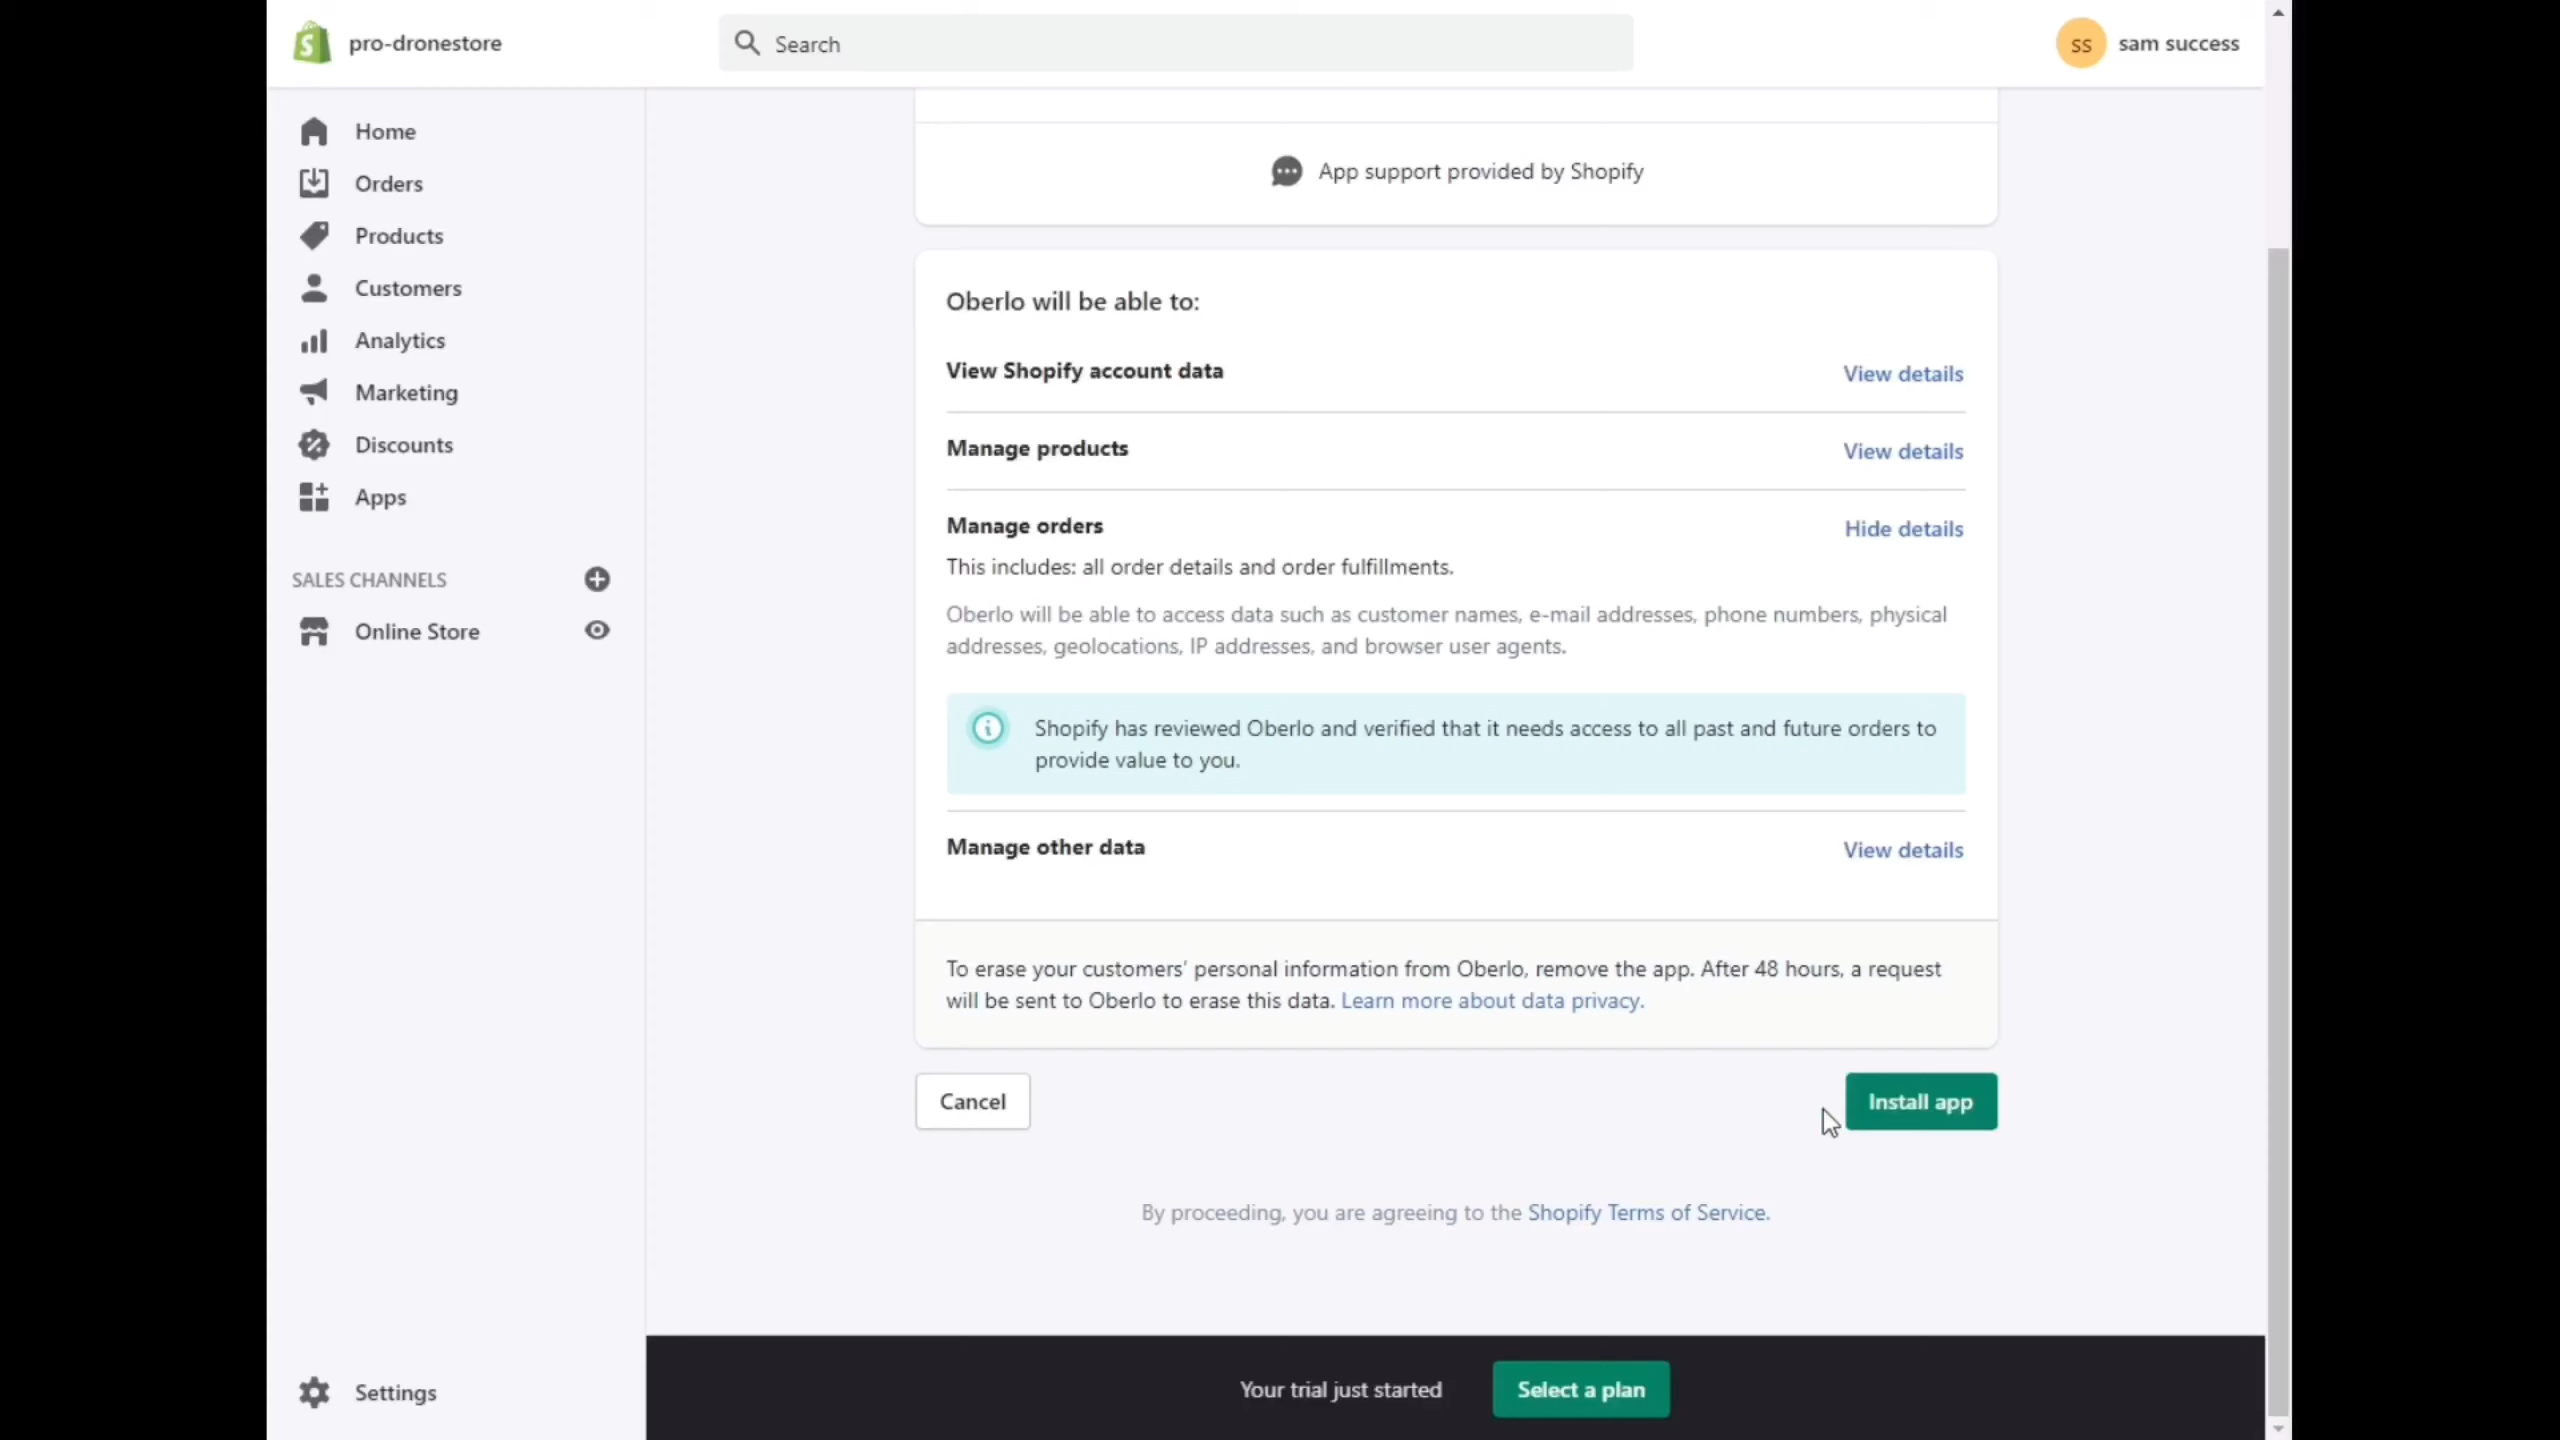 pro-dronestore
Search
SS
sam success
Home
Orders
Products
Customers
Analytics
Marketing
Discounts
Apps
SALES CHANNELS
Online Store
Settings
App support provided by Shopify
Oberlo will be able to:
View Shopify account data
View details
Manage products
View details
Manage orders
Hide details
This includes: all order details and order fulfillments.
Oberlo will be able to access data such as customer names, e-mail addresses, phone numbers, physical
addresses, geolocations, IP addresses, and browser user agents.
Shopify has reviewed Oberlo and verified that it needs access to all past and future orders to
provide value to you.
Manage other data
View details
To erase your customers' personal information from Oberlo, remove the app. After 48 hours, a request
will be sent to Oberlo to erase this data. Learn more about data privacy.
Cancel
Install app
By proceeding, you are agreeing to the Shopify Terms of Service.
Your trial just started
Select a plan